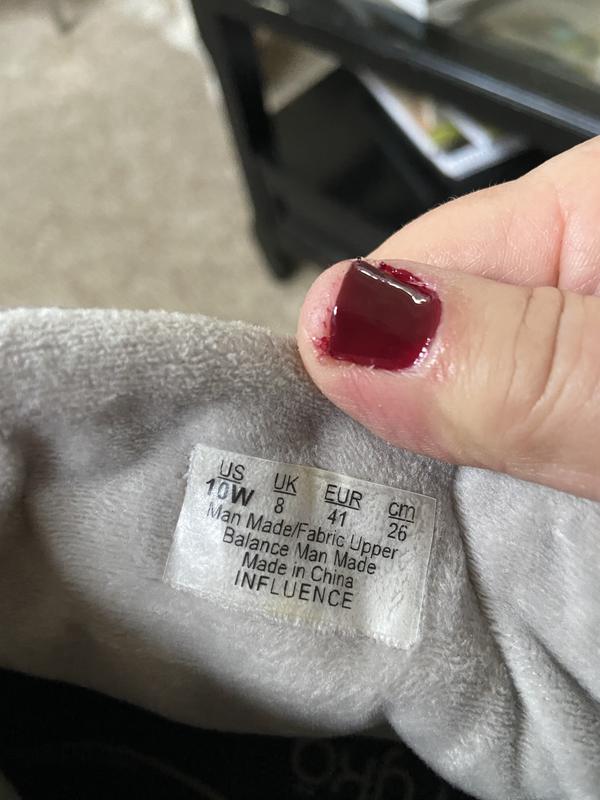 US UK EUR cm
10W 8 41 26
Man Made/Fabric Upper
Balance Man Made
Made in China
INFLUENCE